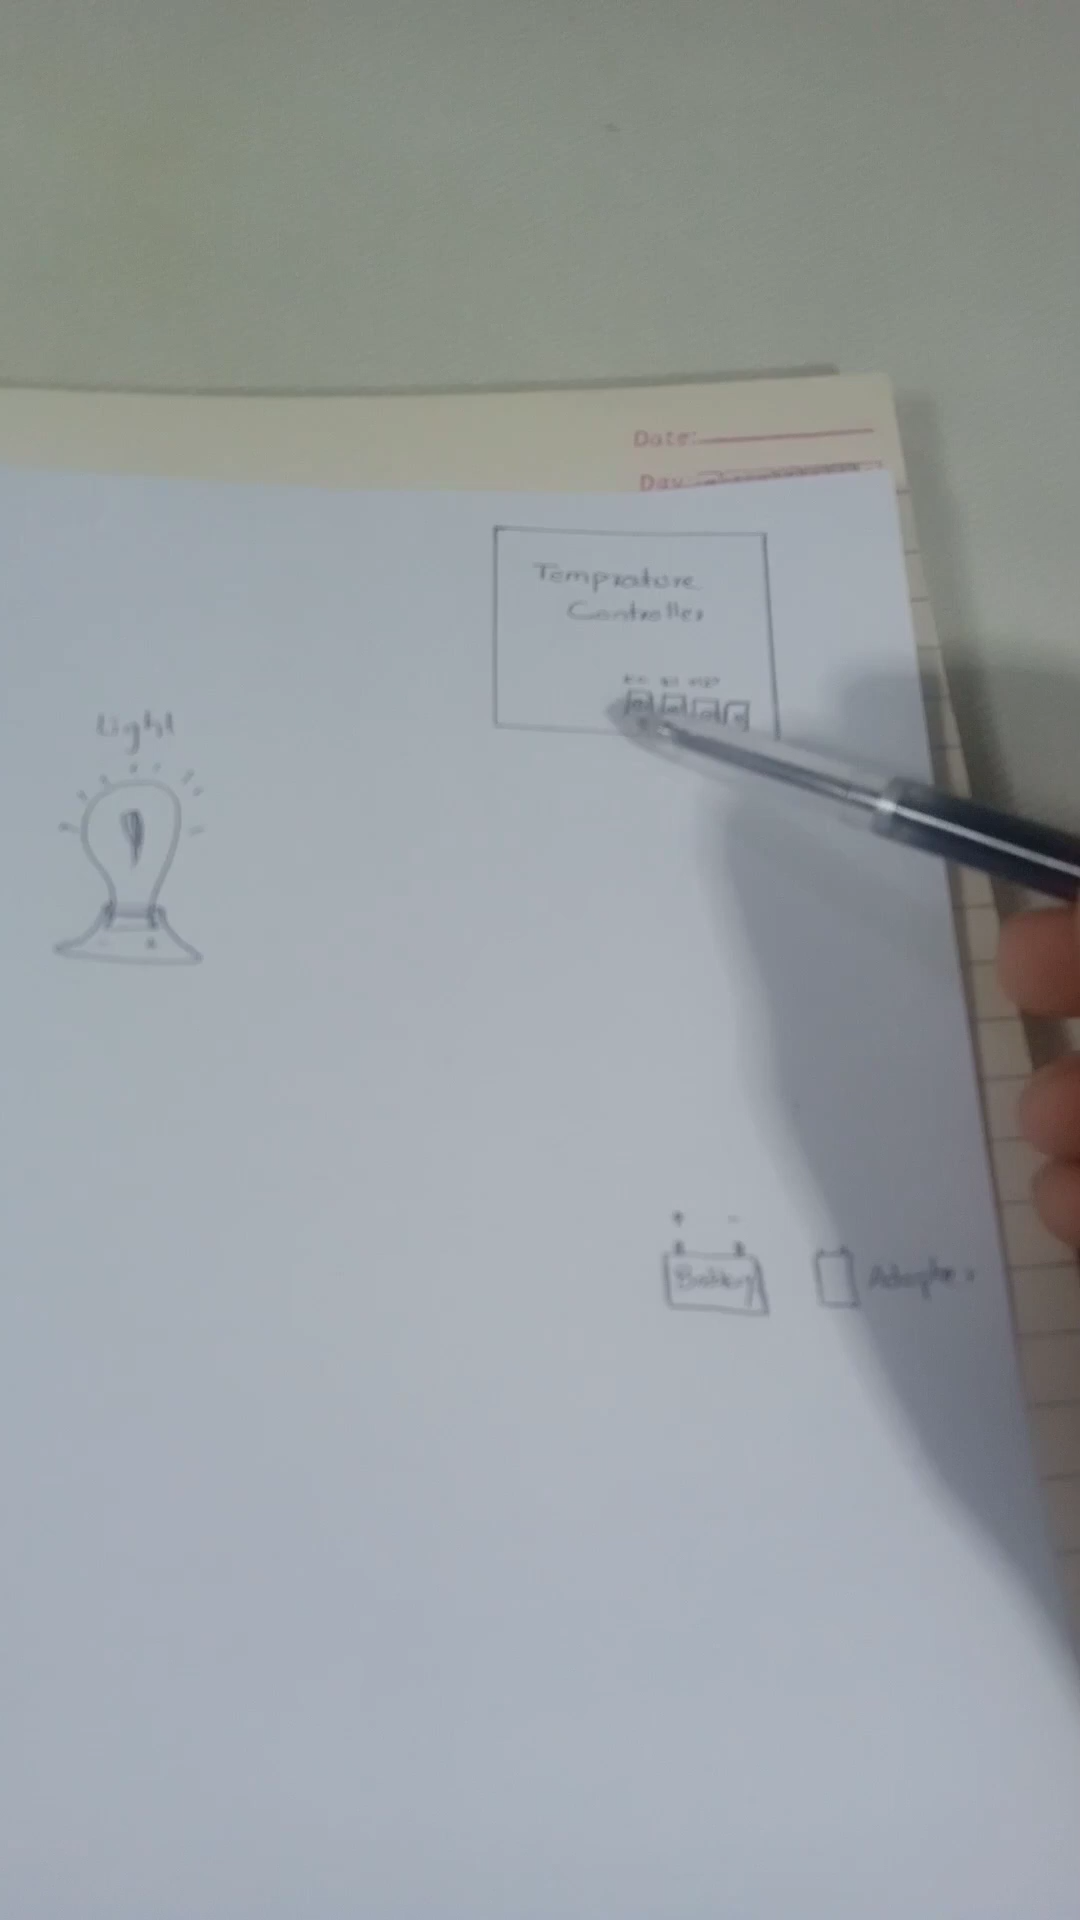 Date:
Day
Temprature
Controller
Light
+ -
Battery
Adapter